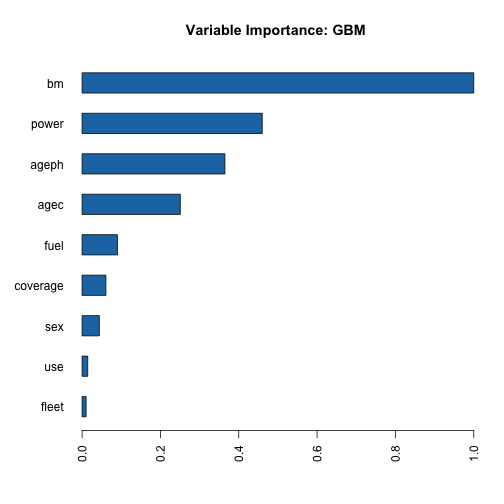 Variable Importance: GBM
bm
power
ageph
agec
fuel
coverage
sex
use
fleet
0.0 0.2 0.4 0.6 0.8 1.0